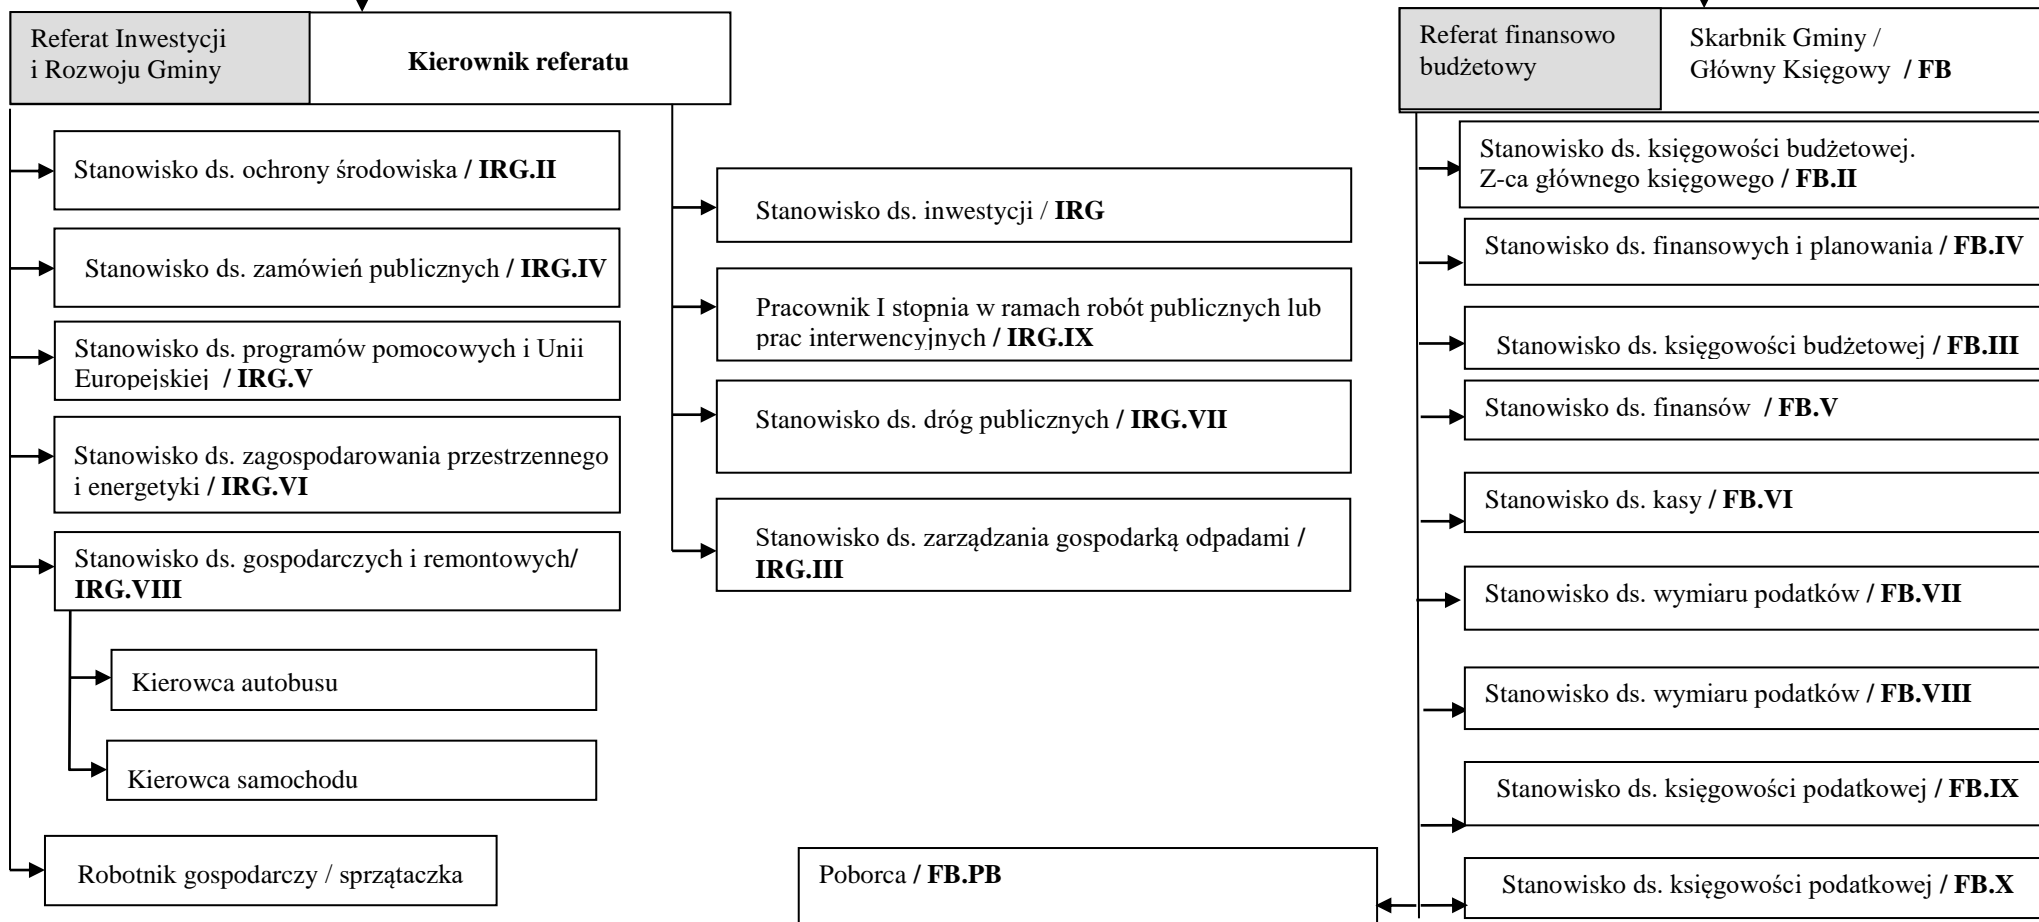 Referat Inwestycji
i Rozwoju Gminy
Kierownik referatu
Stanowisko ds. ochrony środowiska / IRG.II
Stanowisko ds. zamówień publicznych / IRG.IV
Stanowisko ds. programów pomocowych i Unii
Europejskiej / IRG.V
Stanowisko ds. zagospodarowania przestrzennego
i energetyki / IRG.VI
Stanowisko ds. gospodarczych i remontowych/
IRG.VIII
Kierowca autobusu
Kierowca samochodu
Robotnik gospodarczy / sprzątaczka
Stanowisko ds. inwestycji / IRG
Pracownik I stopnia w ramach robót publicznych lub
prac interwencyjnych / IRG.IX
Stanowisko ds. dróg publicznych / IRG.VII
Stanowisko ds. zarządzania gospodarką odpadami /
IRG.III
Referat finansowo
budżetowy
Skarbnik Gminy /
Główny Księgowy / FB
Stanowisko ds. księgowości budżetowej.
Z-ca głównego księgowego / FB.II
Stanowisko ds. finansowych i planowania / FB.IV
Stanowisko ds. księgowości budżetowej / FB.III
Stanowisko ds. finansów / FB.V
Stanowisko ds. kasy / FB.VI
Stanowisko ds. wymiaru podatków / FB.VII
Stanowisko ds. wymiaru podatków / FB.VIII
Stanowisko ds. księgowości podatkowej / FB.IX
Stanowisko ds. księgowości podatkowej / FB.X
Poborca / FB.PB